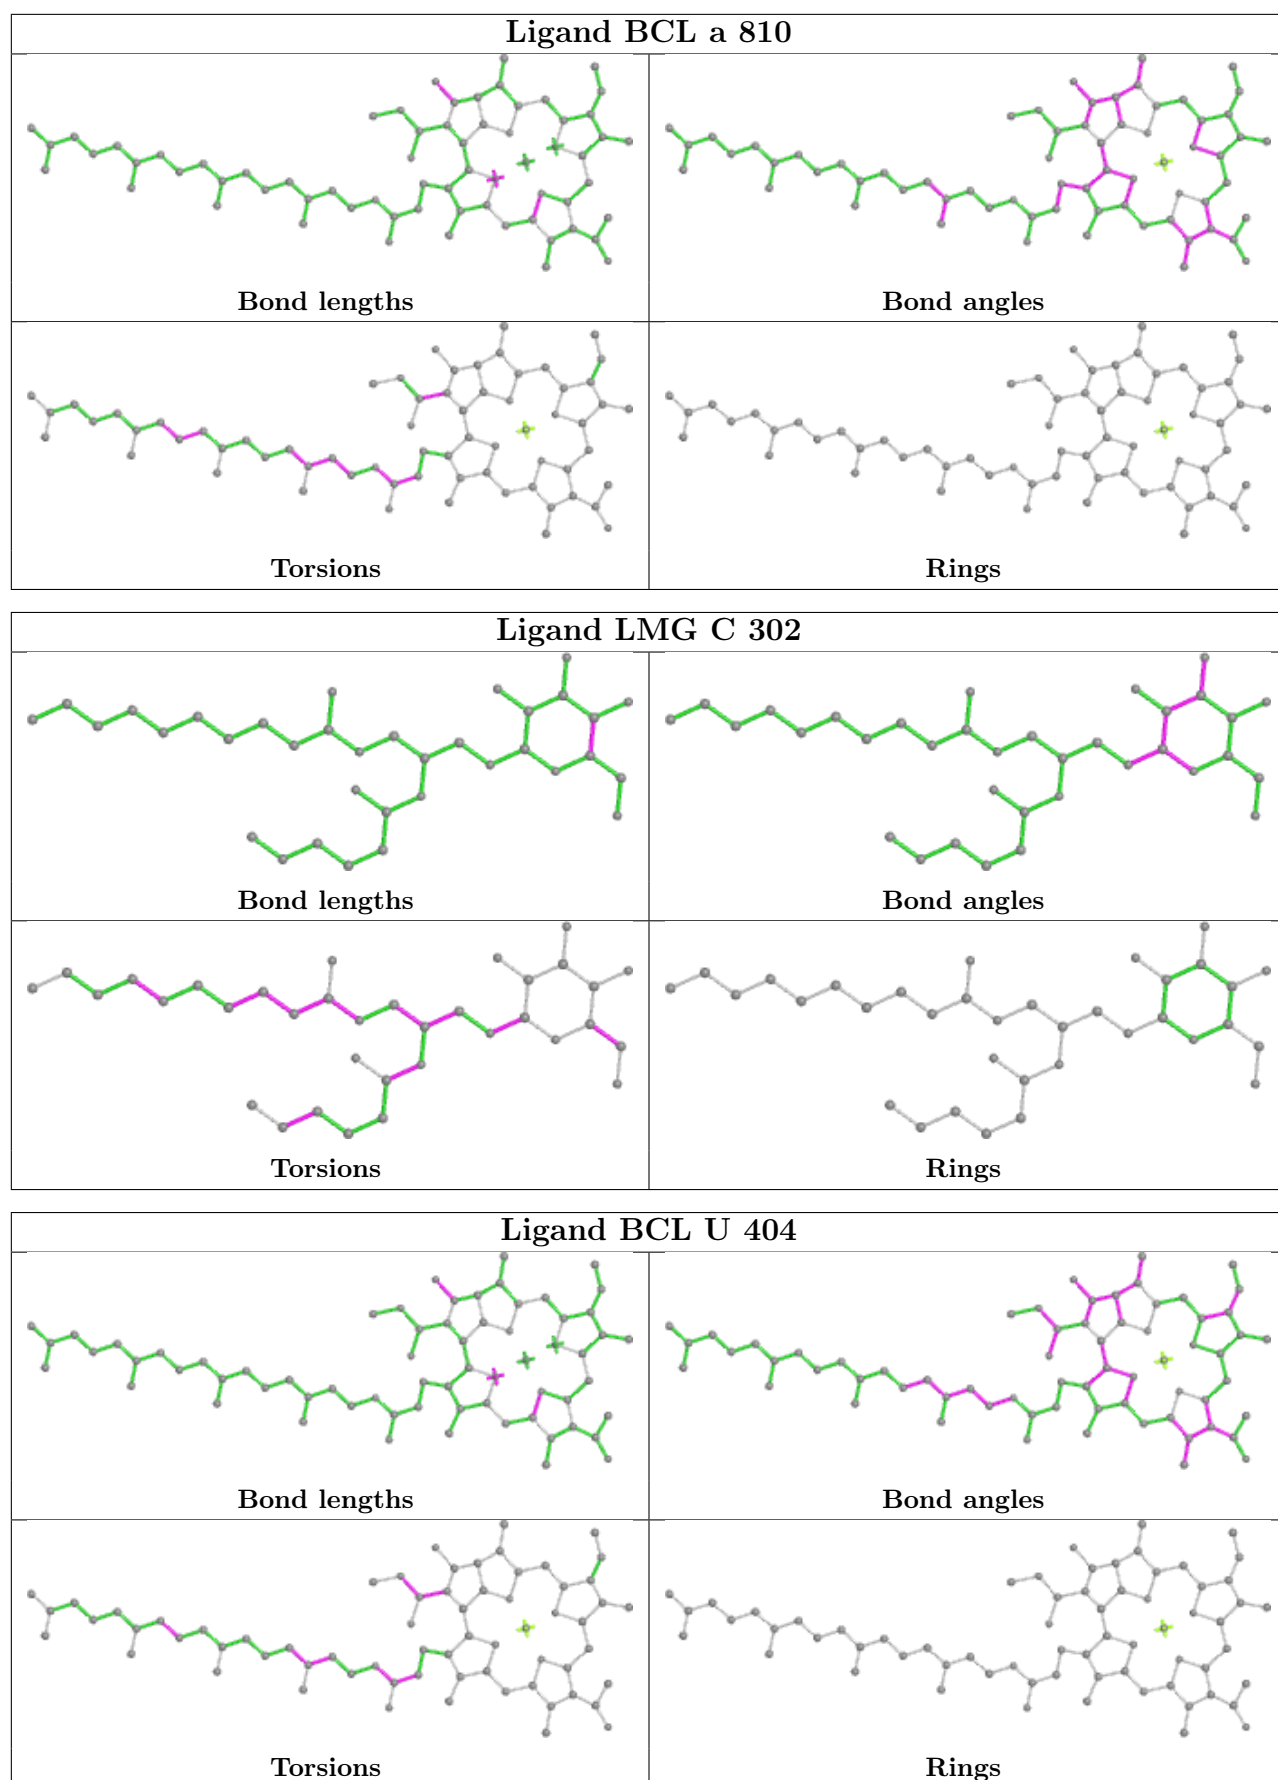 Ligand BCL a 810
Bond lengths
Bond angles
Torsions
Rings
Ligand LMG C 302
Bond lengths
Bond angles
Torsions
Rings
Ligand BCL U 404
Bond lengths
Bond angles
Torsions
Rings